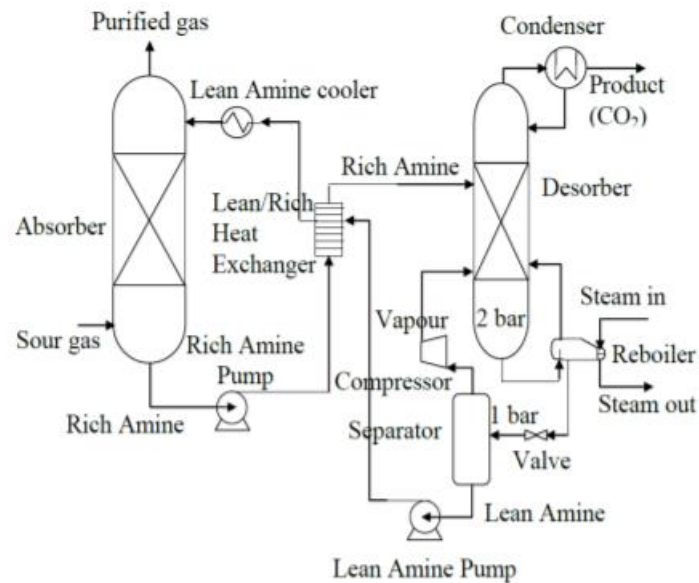 Purified gas
Condenser
Lean Amine cooler
Product
(CO₂)
Rich Amine
Desorber
Lean/Rich
Heat
Exchanger
Absorber
Sour gas
Rich Amine
Pump
Rich Amine
Vapour
2 bar
Steam in
Reboiler
Steam out
Compressor
Separator
1 bar
Valve
Lean Amine
Lean Amine Pump